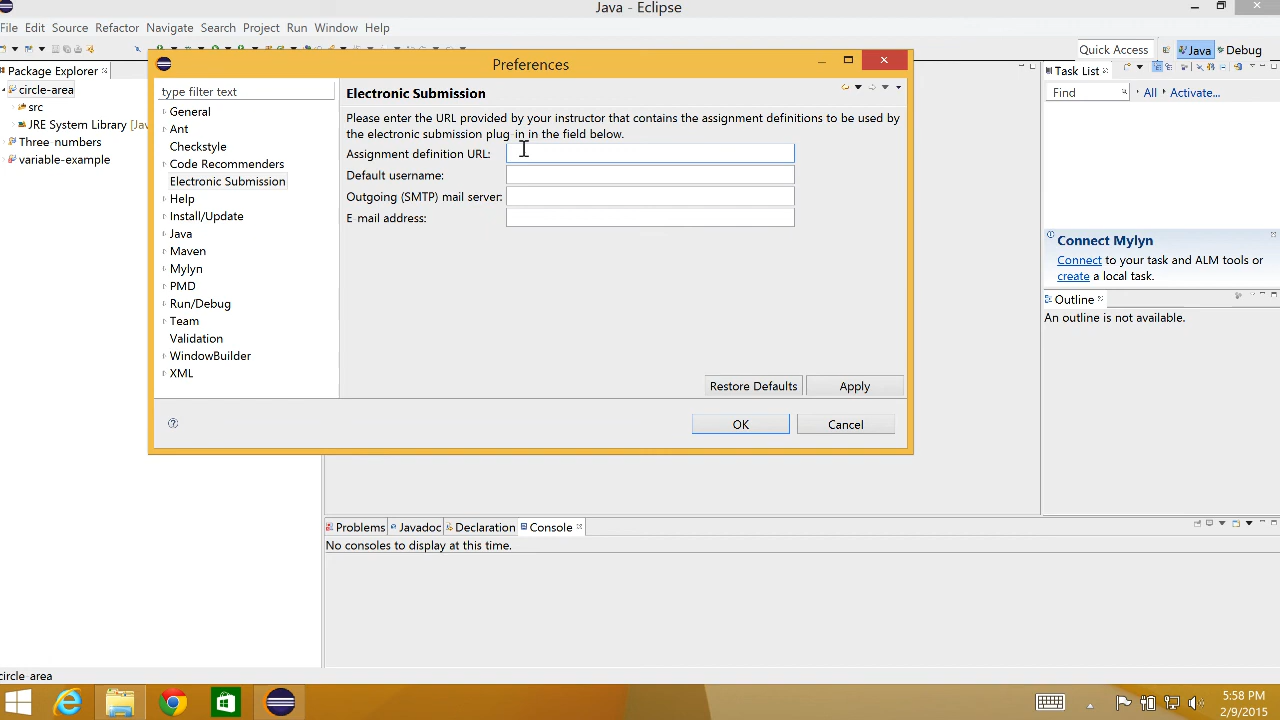 Java - Eclipse
File Edit Source Refactor Navigate Search Project Run Window Help
Quick Access Java Debug
Package Explorer
circle-area
src
JRE System Library [Jav
Three numbers
variable-example
Preferences
type filter text
General
Ant
Checkstyle
Code Recommenders
Electronic Submission
Help
Install/Update
Java
Maven
Mylyn
PMD
Run/Debug
Team
Validation
WindowBuilder
XML
Electronic Submission
Please enter the URL provided by your instructor that contains the assignment definitions to be used by
the electronic submission plug in in the field below.
Assignment definition URL:
Default username:
Outgoing (SMTP) mail server:
E-mail address:
Restore Defaults Apply
OK Cancel
Task List
Find All Activate...
Connect Mylyn
Connect to your task and ALM tools or
create a local task.
Outline
An outline is not available.
Problems Javadoc Declaration Console
No consoles to display at this time.
circle area
5:58 PM
2/9/2015